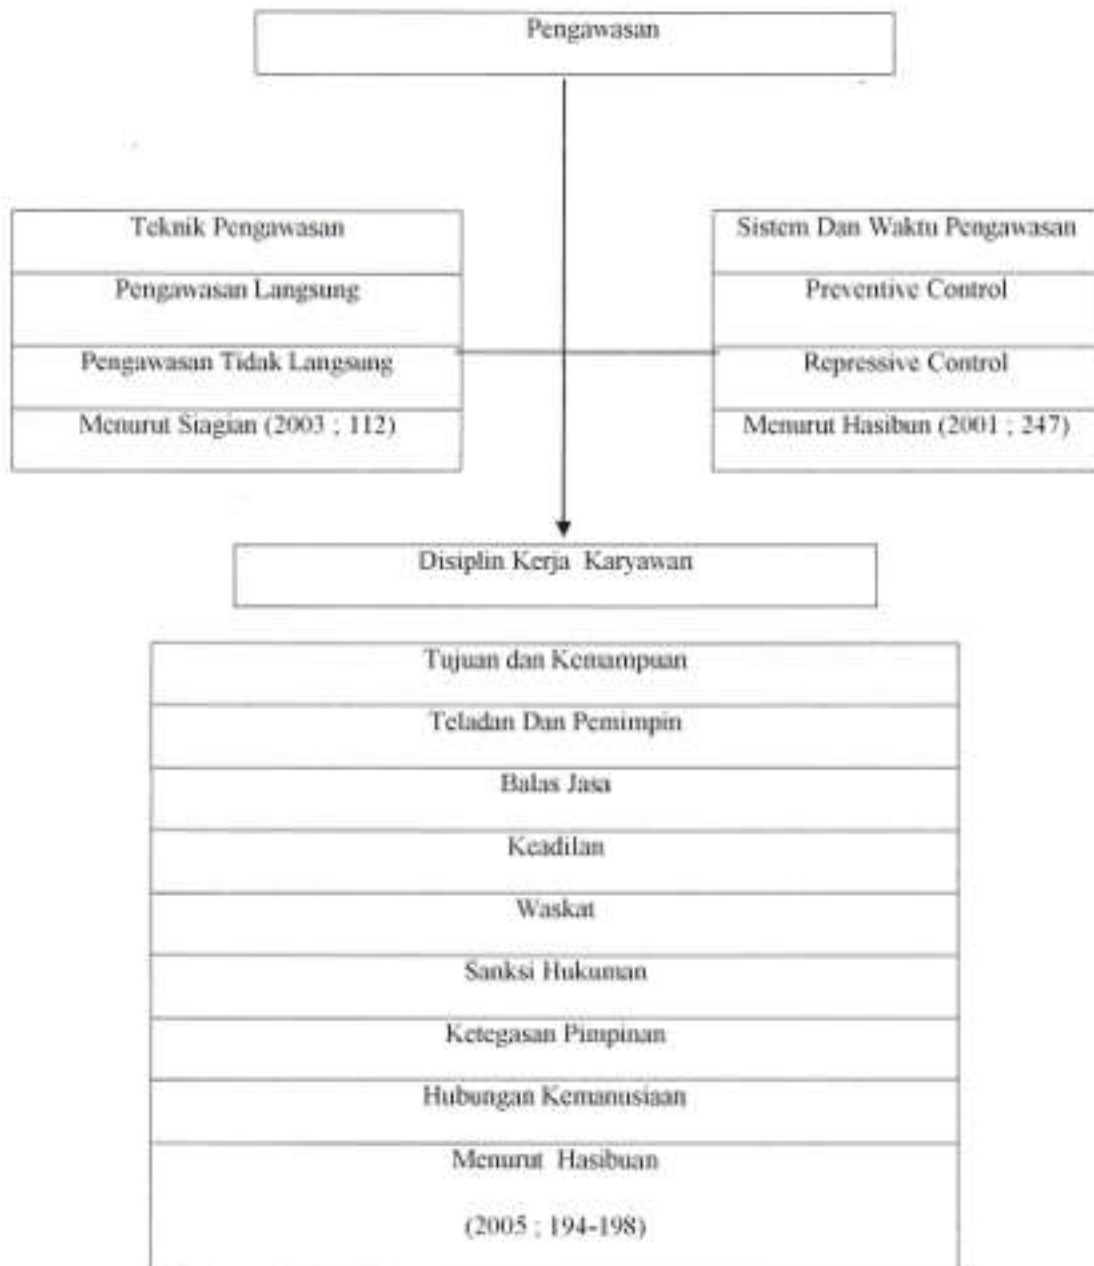 Pengawasan
Teknik Pengawasan
Pengawasan Langsung
Pengawasan Tidak Langsung
Menurut Siagian (2003 ; 112)
Sistem Dan Waktu Pengawasan
Preventive Control
Repressive Control
Menurut Hasibun (2001 ; 247)
Disiplin Kerja Karyawan
Tujuan dan Kemampuan
Teladan Dan Pemimpin
Balas Jasa
Keadilan
Waskat
Sanksi Hukuman
Ketegasan Pimpinan
Hubungan Kemanusiaan
Menurut Hasibuan
(2005 ; 194-198)